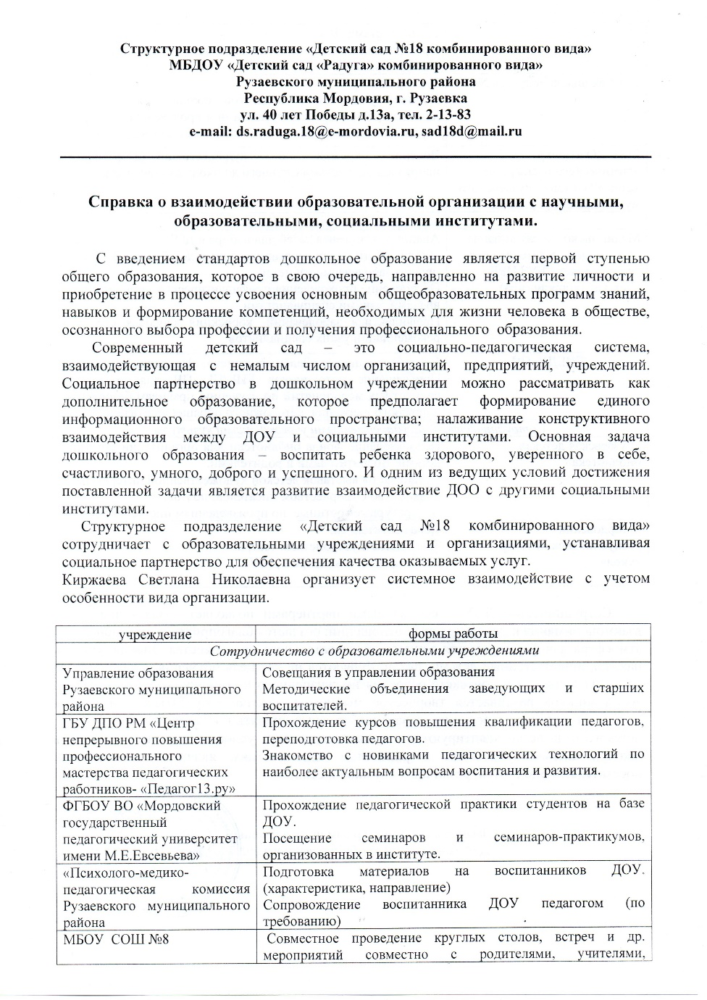 Структурное подразделение «Детский сад №18 комбинированного вида»
МБДОУ «Детский сад «Радуга» комбинированного вида»
Рузаевского муниципального района
Республика Мордовия, г. Рузаевка
ул. 40 лет Победы д.13а, тел. 2-13-83
e-mail: ds.raduga.18@e-mordovia.ru, sad18d@mail.ru
Справка о взаимодействии образовательной организации с научными,
образовательными, социальными институтами.
С введением стандартов дошкольное образование является первой ступенью
общего образования, которое в свою очередь, направленно на развитие личности и
приобретение в процессе усвоения основным общеобразовательных программ знаний,
навыков и формирование компетенций, необходимых для жизни человека в обществе,
осознанного выбора профессии и получения профессионального образования.
Современный детский сад – это социально-педагогическая система,
взаимодействующая с немалым числом организаций, предприятий, учреждений.
Социальное партнерство в дошкольном учреждении можно рассматривать как
дополнительное образование, которое предполагает формирование единого
информационного образовательного пространства; налаживание конструктивного
взаимодействия между ДОУ и социальными институтами. Основная задача
дошкольного образования – воспитать ребенка здорового, уверенного в себе,
счастливого, умного, доброго и успешного. И одним из ведущих условий достижения
поставленной задачи является развитие взаимодействие ДОО с другими социальными
институтами.
Структурное подразделение «Детский сад №18 комбинированного вида»
сотрудничает с образовательными учреждениями и организациями, устанавливая
социальное партнерство для обеспечения качества оказываемых услуг.
Киржаева Светлана Николаевна организует системное взаимодействие с учетом
особенности вида организации.
учреждение
формы работы
Сотрудничество с образовательными учреждениями
Управление образования
Рузаевского муниципального
района
Совещания в управлении образования
Методические объединения заведующих и старших
воспитателей.
ГБУ ДПО РМ «Центр
непрерывного повышения
профессионального
мастерства педагогических
работников- «Педагог13.ру»
Прохождение курсов повышения квалификации педагогов,
переподготовка педагогов.
Знакомство с новинками педагогических технологий по
наиболее актуальным вопросам воспитания и развития.
ФГБОУ ВО «Мордовский
государственный
педагогический университет
имени М.Е.Евсевьева»
Прохождение педагогической практики студентов на базе
ДОУ.
Посещение семинаров и семинаров-практикумов,
организованных в институте.
«Психолого-медико-
педагогическая комиссия
Рузаевского муниципального
района
Подготовка материалов на воспитанников ДОУ.
(характеристика, направление)
Сопровождение воспитанника ДОУ педагогом (по
требованию)
МБОУ СОШ №8
Совместное проведение круглых столов, встреч и др.
мероприятий совместно с родителями, учителями,